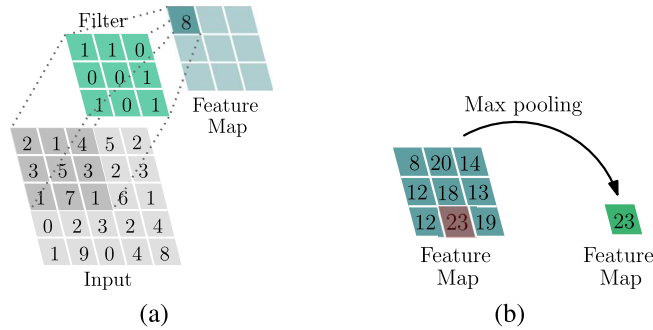 Filter
8
1 1 0
0 0 1
1 0 1
Feature
Map
2 1 4 5 2
3 5 3 2 3
1 7 1 6 1
0 2 3 2 4
1 9 0 4 8
Input
(a)
Max pooling
8 20 14
12 18 13
12 23 19
23
Feature
Map
Feature
Map
(b)